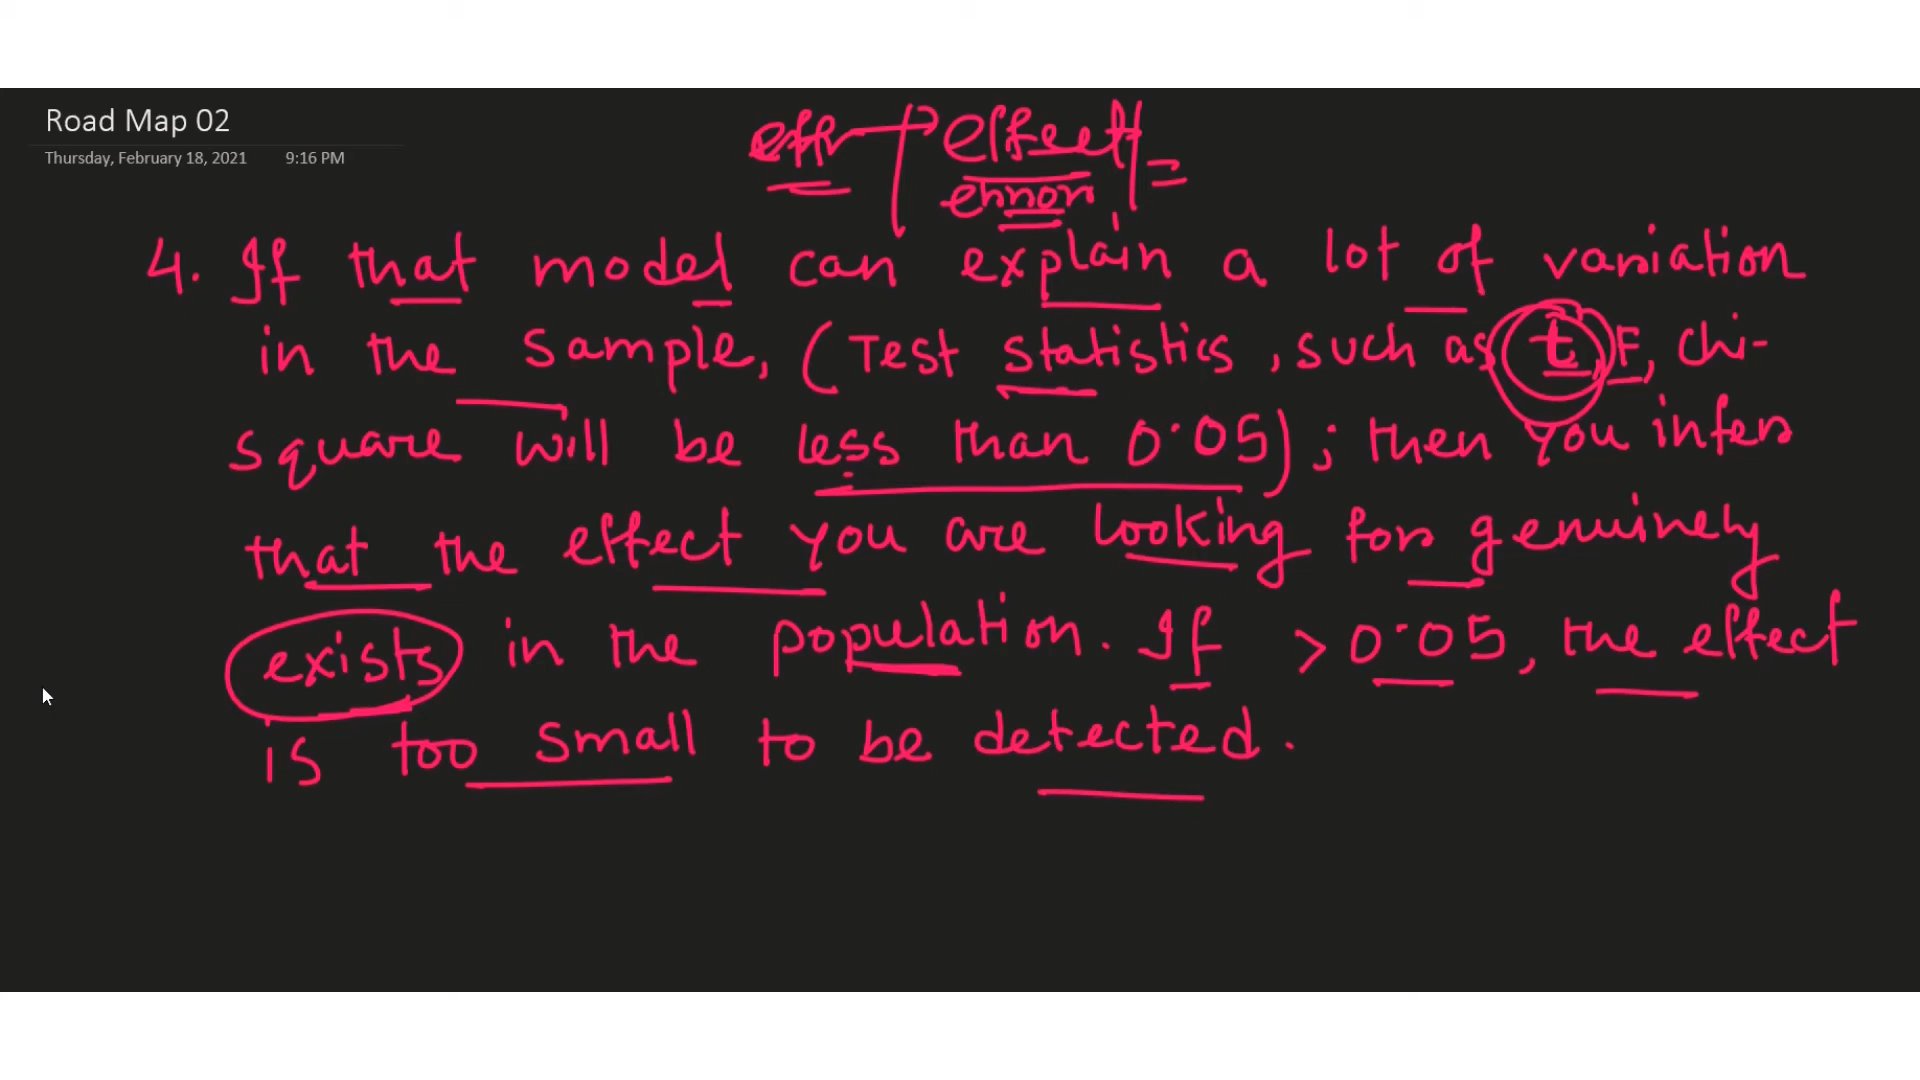 Road Map 02
Thursday, February 18, 2021 9:16 PM
effect
error
=
4. If that model can explain a lot of variation
in the sample, (Test statistics, such as t, F, chi-
square will be less than 0.05); then you infer
that the effect you are looking for genuinely
exists in the population. If > 0.05, the effect
is too small to be detected.